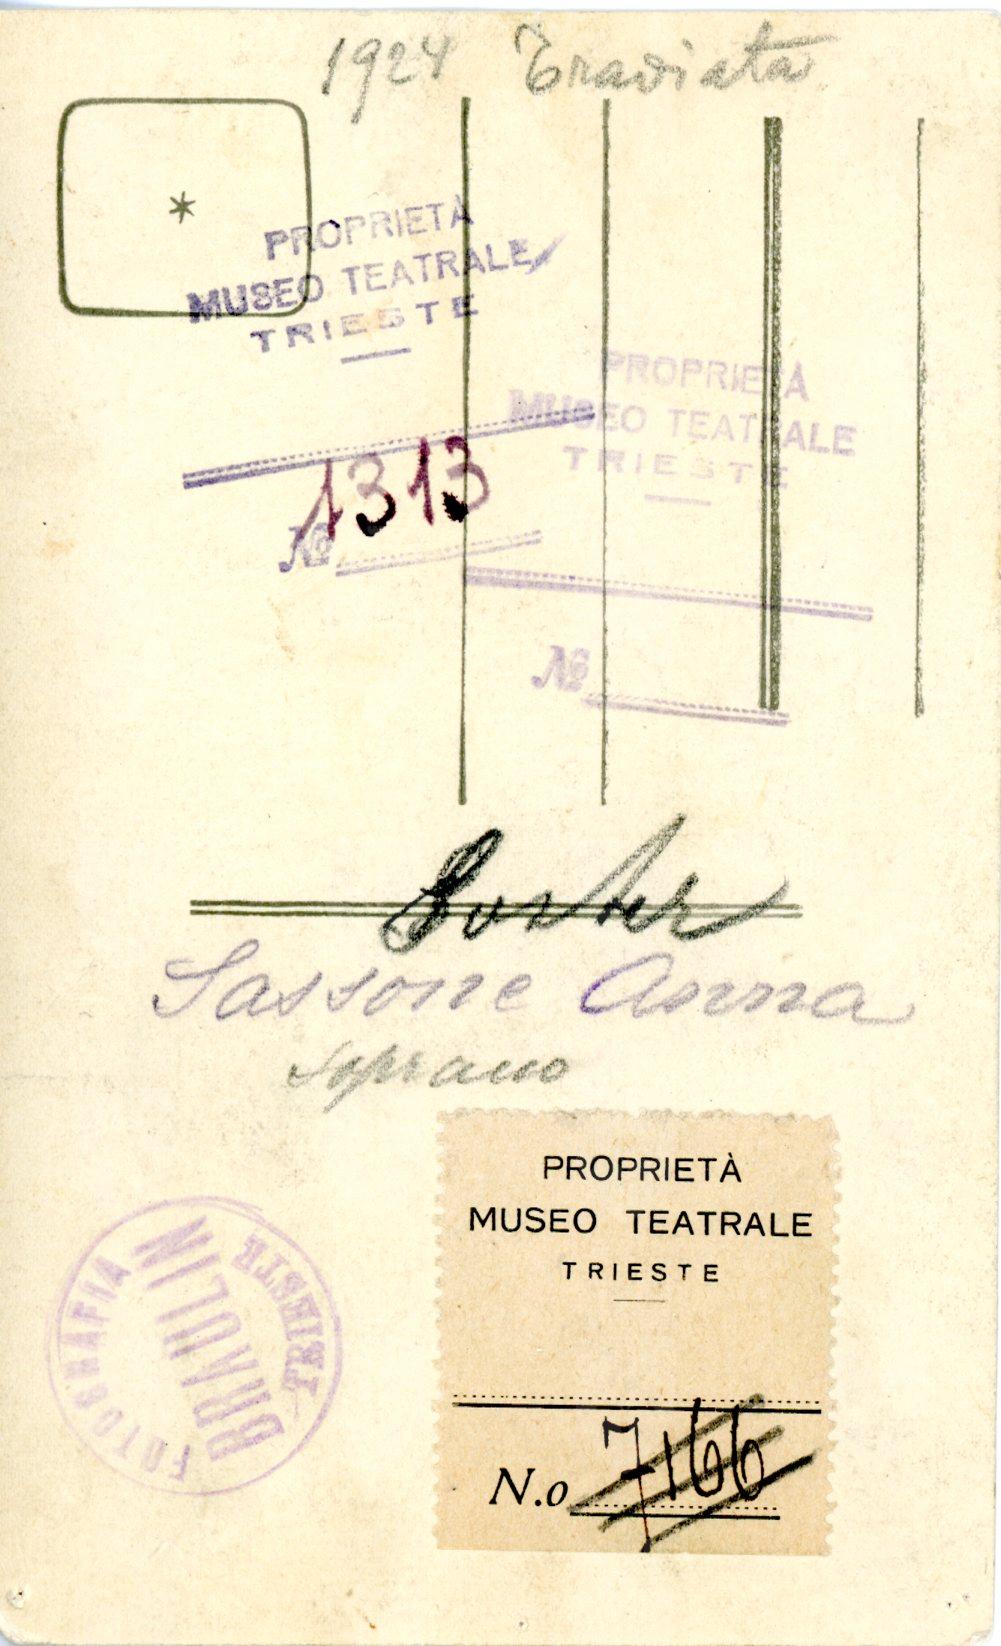 1924 Traviata
PROPRIETÀ
MUSEO TEATRALE
TRIESTE
1313
No
PROPRIETÀ
MUSEO TEATRALE
TRIESTE
No
Sassone Anna
soprano
PROPRIETÀ
MUSEO TEATRALE
TRIESTE
N.o 7166
FOTOGRAFIA
BRAULIN
TRIESTE